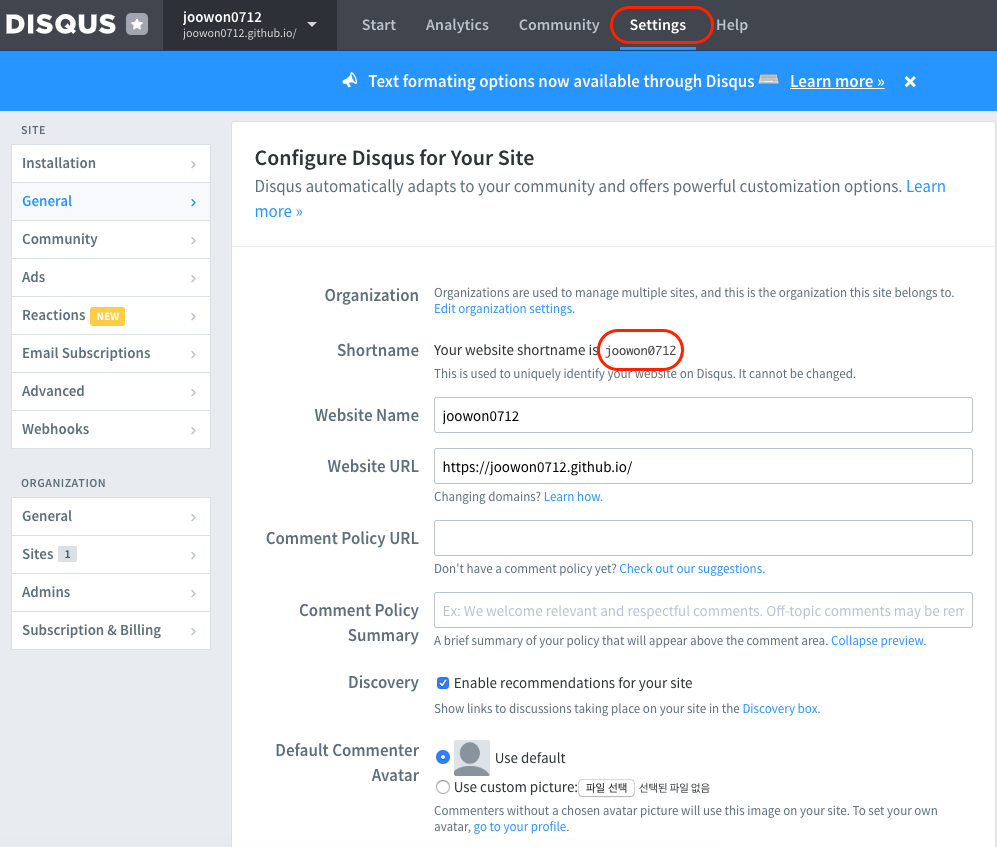 DISQUS
joowon0712
joowon0712.github.io/
Start Analytics Community Settings Help
Text formating options now available through Disqus Learn more »
SITE
Installation
General
Community
Ads
Reactions NEW
Email Subscriptions
Advanced
Webhooks
ORGANIZATION
General
Sites 1
Admins
Subscription & Billing
Configure Disqus for Your Site
Disqus automatically adapts to your community and offers powerful customization options. Learn
more »
Organization
Organizations are used to manage multiple sites, and this is the organization this site belongs to.
Edit organization settings.
Shortname
Your website shortname is joowon0712
This is used to uniquely identify your website on Disqus. It cannot be changed.
Website Name
joowon0712
Website URL
https://joowon0712.github.io/
Changing domains? Learn how.
Comment Policy URL
Don't have a comment policy yet? Check out our suggestions.
Comment Policy
Summary
Ex: We welcome relevant and respectful comments. Off-topic comments may be rem
A brief summary of your policy that will appear above the comment area. Collapse preview.
Discovery
Enable recommendations for your site
Show links to discussions taking place on your site in the Discovery box.
Default Commenter
Avatar
Use default
Use custom picture: 파일 선택 선택된 파일 없음
Commenters without a chosen avatar picture will use this image on your site. To set your own
avatar, go to your profile.